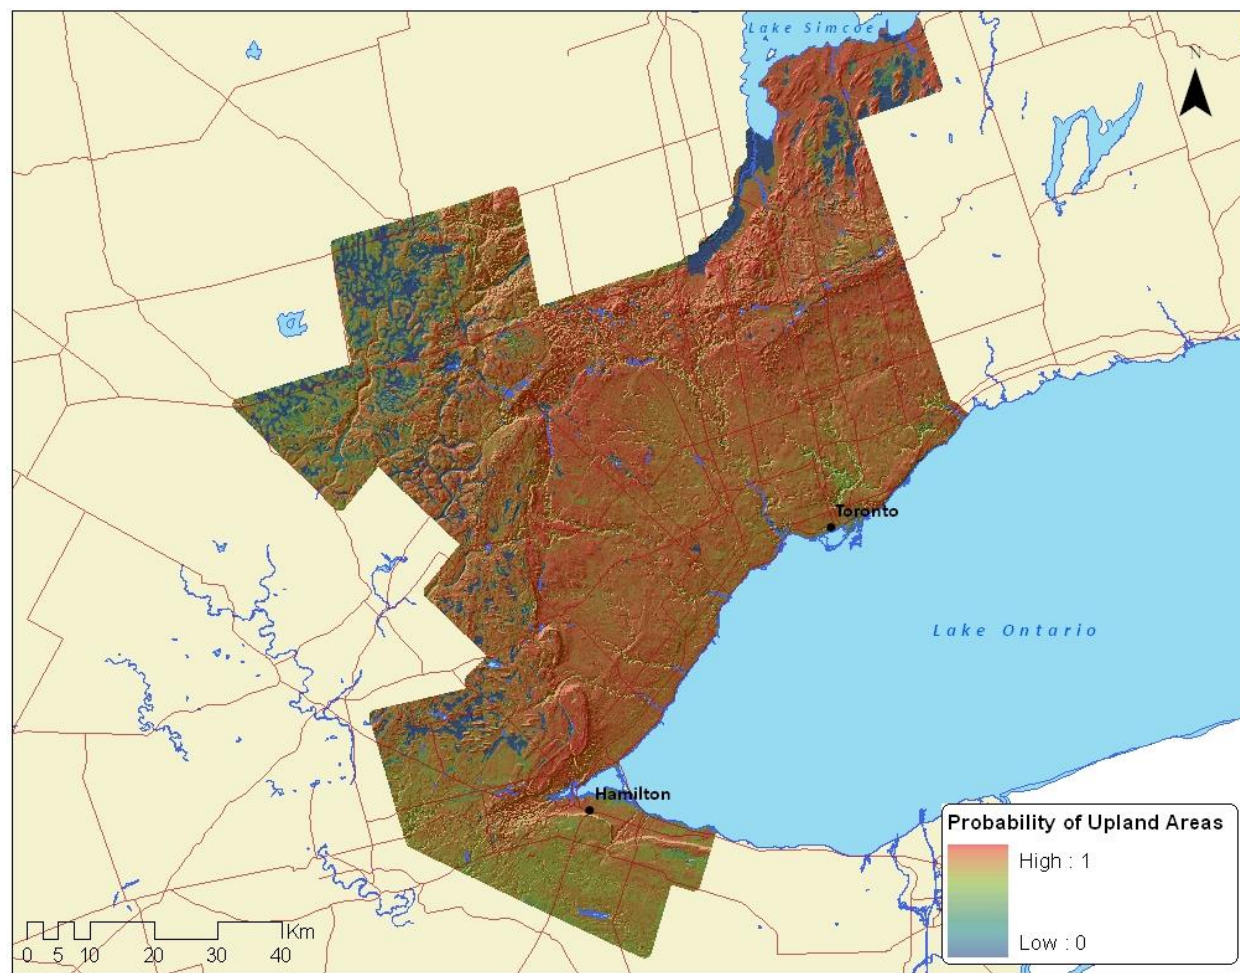 Lake Simcoe
N
Toronto
Lake Ontario
Hamilton
Probability of Upland Areas
High : 1
Low : 0
Km
0 5 10 20 30 40